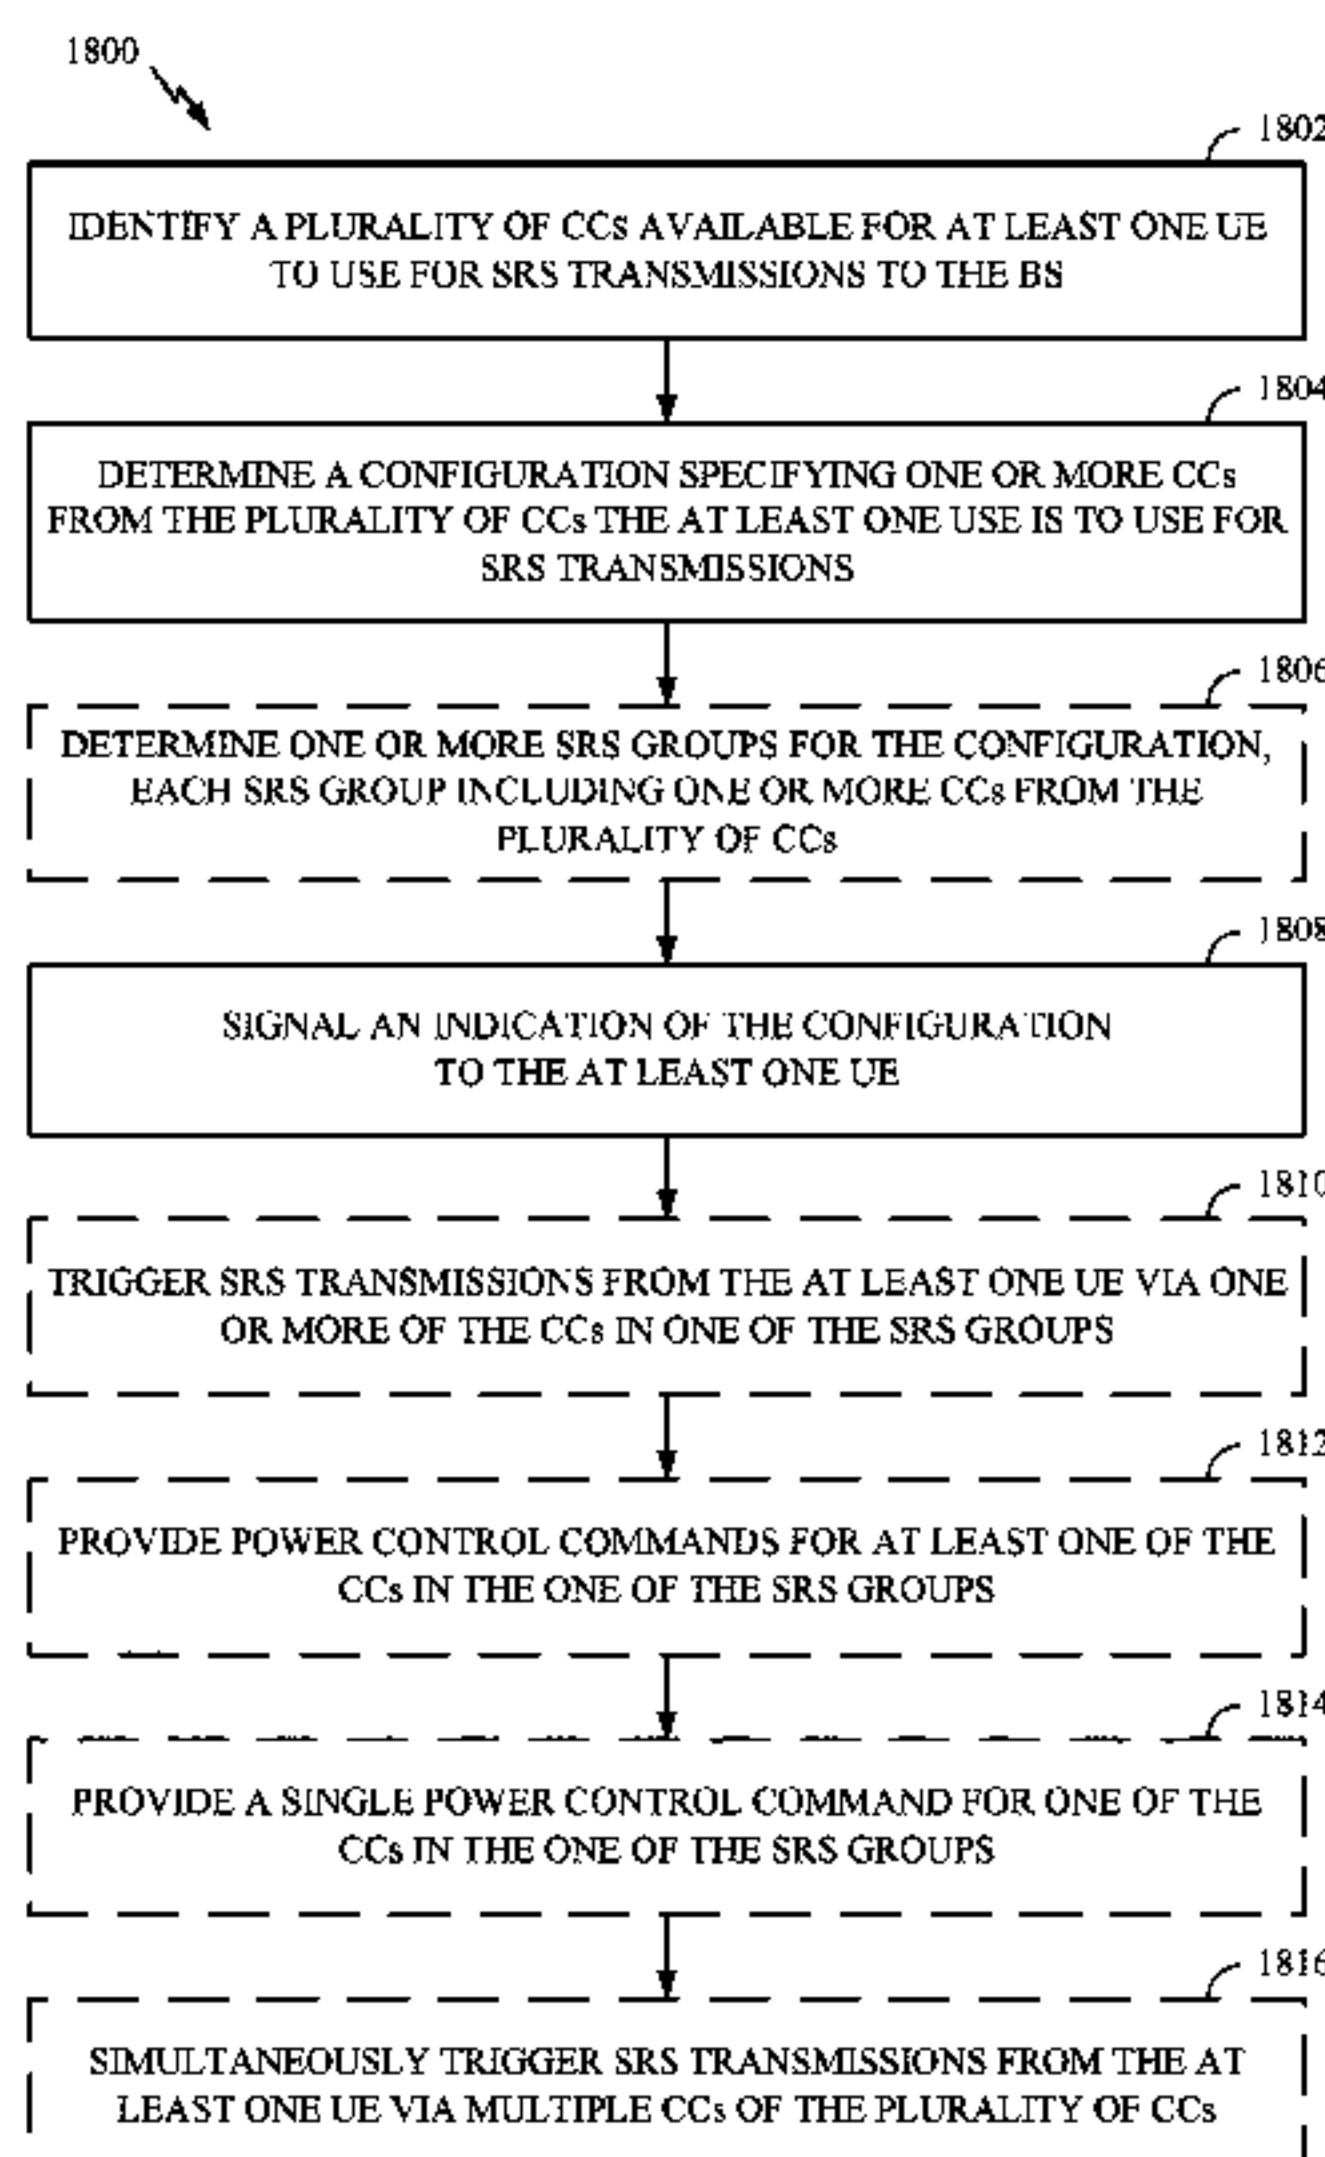 1800
1802
IDENTIFY A PLURALITY OF CCs AVAILABLE FOR AT LEAST ONE UE
TO USE FOR SRS TRANSMISSIONS TO THE BS
1804
DETERMINE A CONFIGURATION SPECIFYING ONE OR MORE CCs
FROM THE PLURALITY OF CCs THE AT LEAST ONE USE IS TO USE FOR
SRS TRANSMISSIONS
1806
DETERMINE ONE OR MORE SRS GROUPS FOR THE CONFIGURATION,
EACH SRS GROUP INCLUDING ONE OR MORE CCs FROM THE
PLURALITY OF CCs
1808
SIGNAL AN INDICATION OF THE CONFIGURATION
TO THE AT LEAST ONE UE
1810
TRIGGER SRS TRANSMISSIONS FROM THE AT LEAST ONE UE VIA ONE
OR MORE OF THE CCs IN ONE OF THE SRS GROUPS
1812
PROVIDE POWER CONTROL COMMANDS FOR AT LEAST ONE OF THE
CCs IN THE ONE OF THE SRS GROUPS
1814
PROVIDE A SINGLE POWER CONTROL COMMAND FOR ONE OF THE
CCs IN THE ONE OF THE SRS GROUPS
1816
SIMULTANEOUSLY TRIGGER SRS TRANSMISSIONS FROM THE AT
LEAST ONE UE VIA MULTIPLE CCs OF THE PLURALITY OF CCs